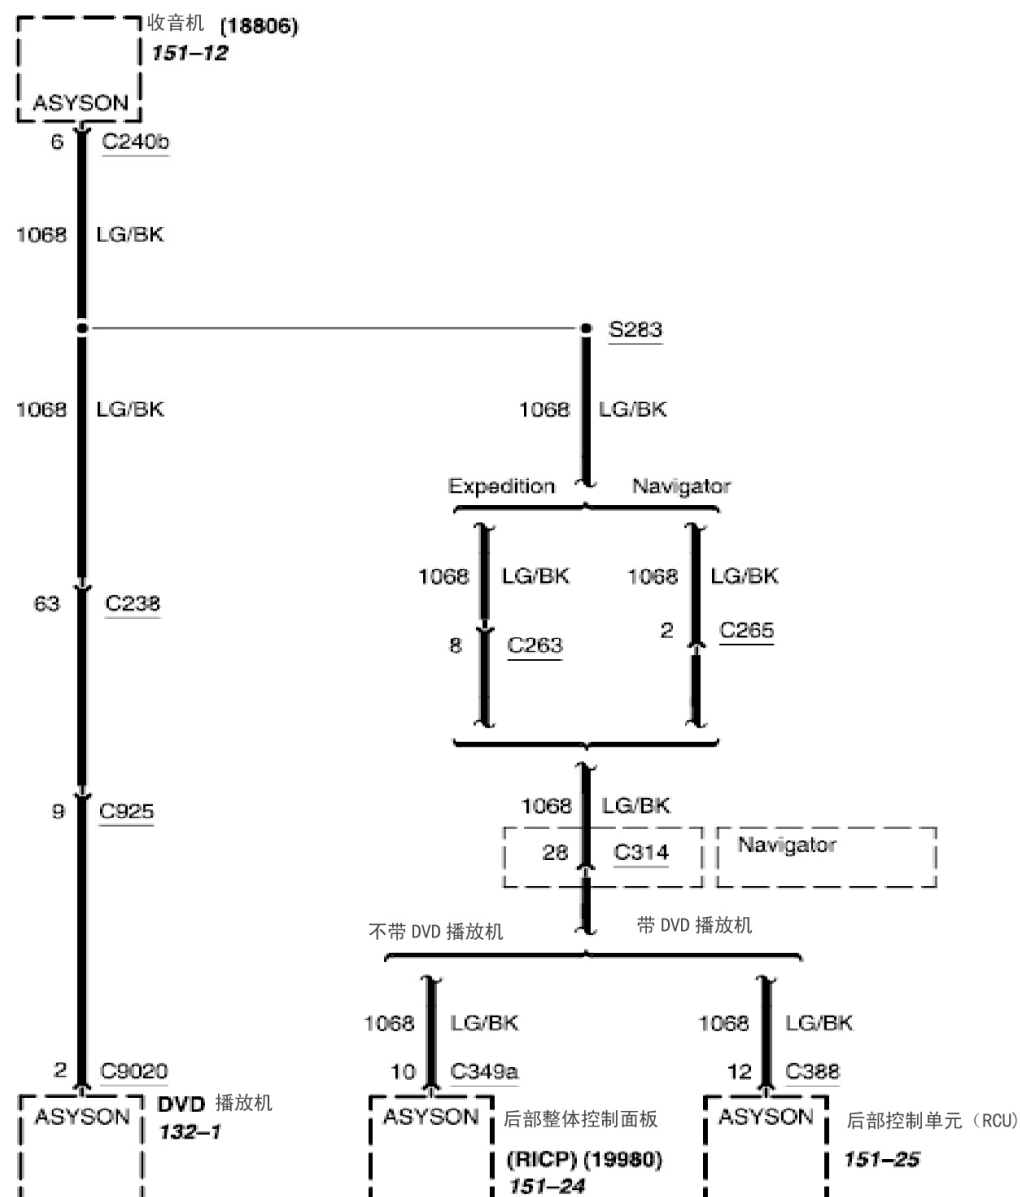 收音机 (18806)
151–12
ASYSON
6 C240b
1068 LG/BK
S283
1068 LG/BK 1068 LG/BK
Expedition Navigator
1068 LG/BK 1068 LG/BK
63 C238
8 C263 2 C265
9 C925
1068 LG/BK
28 C314 Navigator
不带 DVD 播放机 带 DVD 播放机
1068 LG/BK 1068 LG/BK
2 C9020 10 C349a 12 C388
ASYSON DVD 播放机
132–1
ASYSON 后部整体控制面板
(RICP) (19980)
151–24
ASYSON 后部控制单元（RCU)
151–25